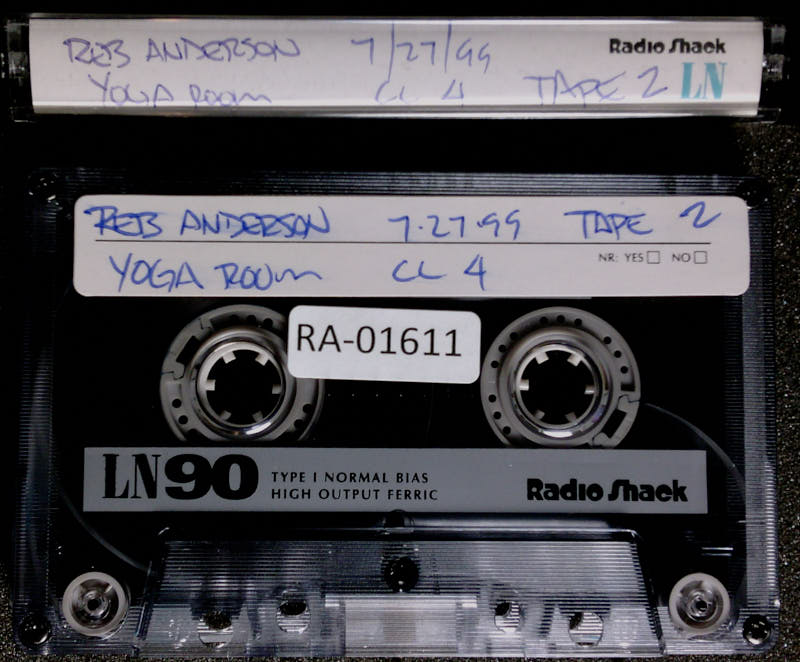 REB ANDERSON 7/27/99 Radio Shack
YOGA ROOM CL 4 TAPE 2 LN
REB ANDERSON 7.27.99 TAPE 2
NR: YES NO
YOGA ROOM CL 4
RA-01611
LN90 TYPE I NORMAL BIAS
HIGH OUTPUT FERRIC Radio Shack